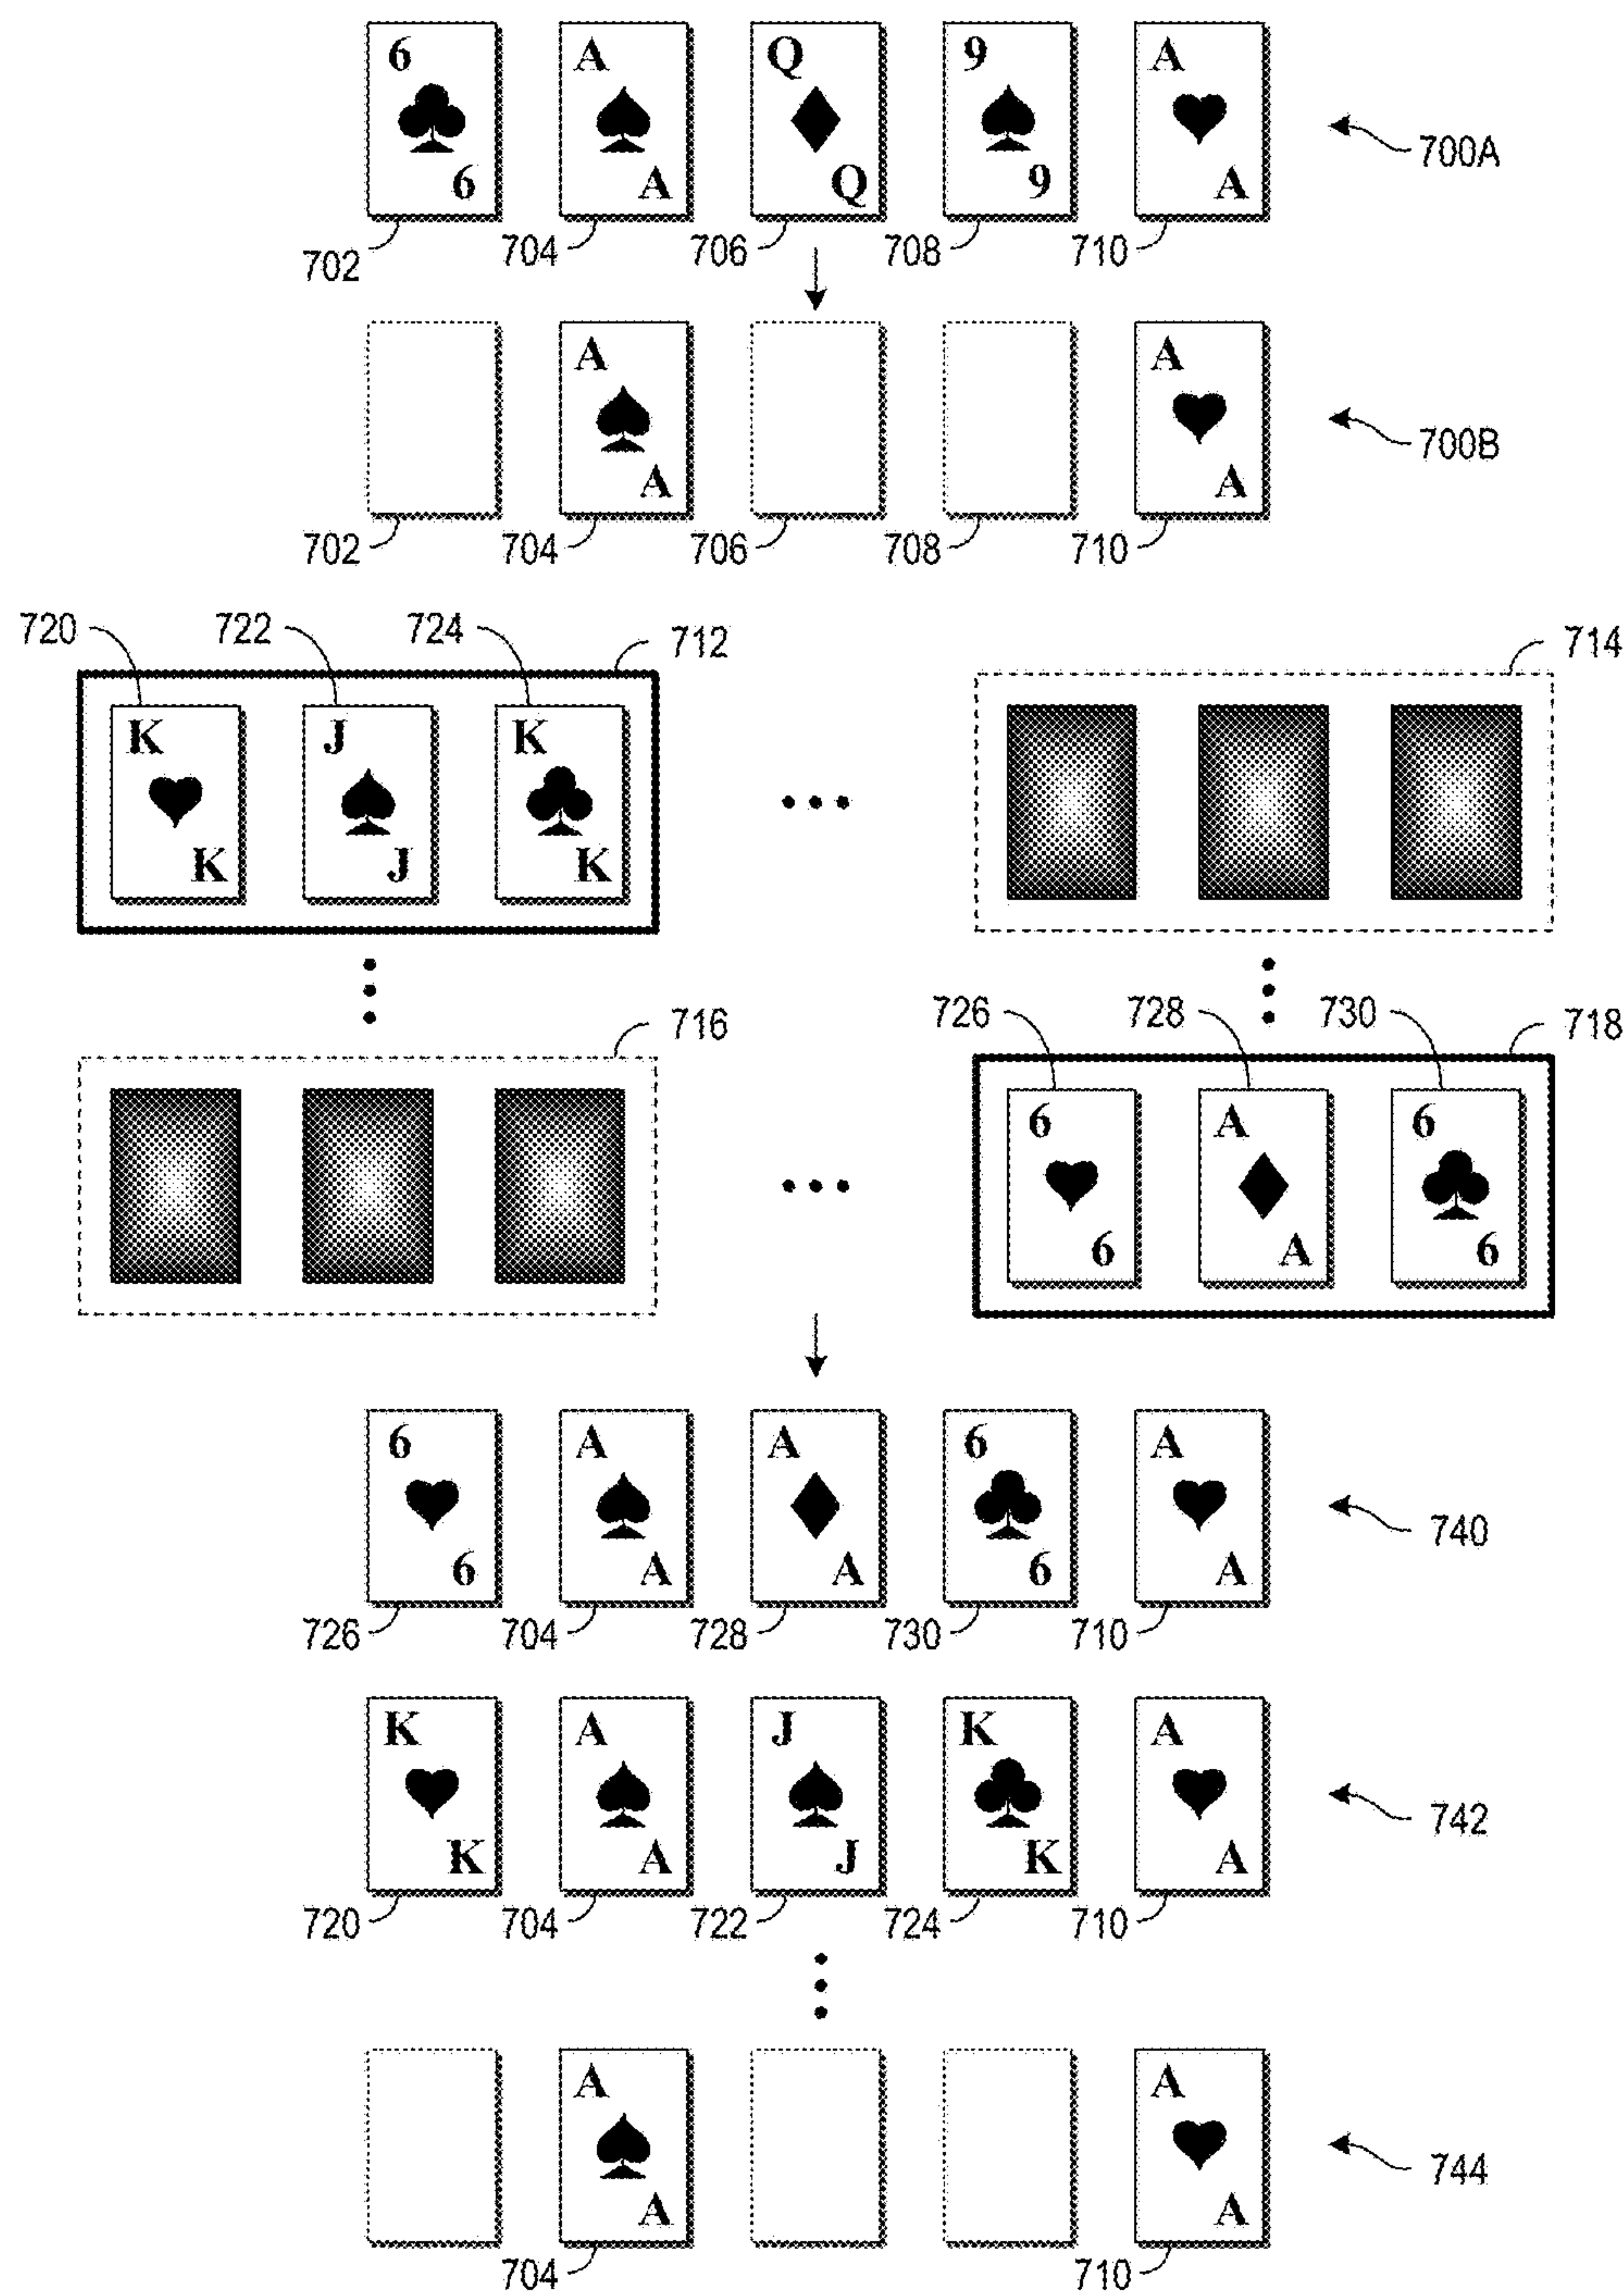 6 A Q 9 A
6 A Q 9 A
700A
702 704 706 708 710
A A
A A
700B
702 704 706 708 710
720 722 724 712 714
K J K
K J K
716 726 728 730 718
6 A 6
6 A 6
6 A A 6 A
6 A A 6 A
740
726 704 728 730 710
K A J K A
K A J K A
742
720 704 722 724 710
A A
A A
744
704 710